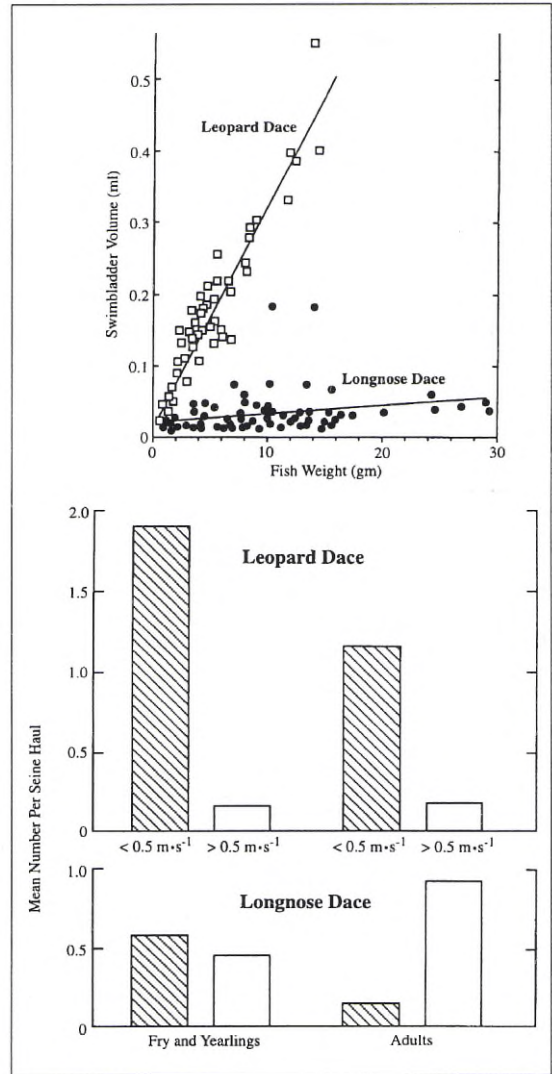 0.5
0.4
0.3
0.2
0.1
0
Swimbladder Volume (ml)
Leopard Dace
Longnose Dace
0 10 20 30
Fish Weight (gm)
Mean Number Per Seine Haul
2.0
1.5
1.0
0.5
0
Leopard Dace
< 0.5 m•s⁻¹ > 0.5 m•s⁻¹ < 0.5 m•s⁻¹ > 0.5 m•s⁻¹
1.0
0.5
0
Longnose Dace
Fry and Yearlings Adults